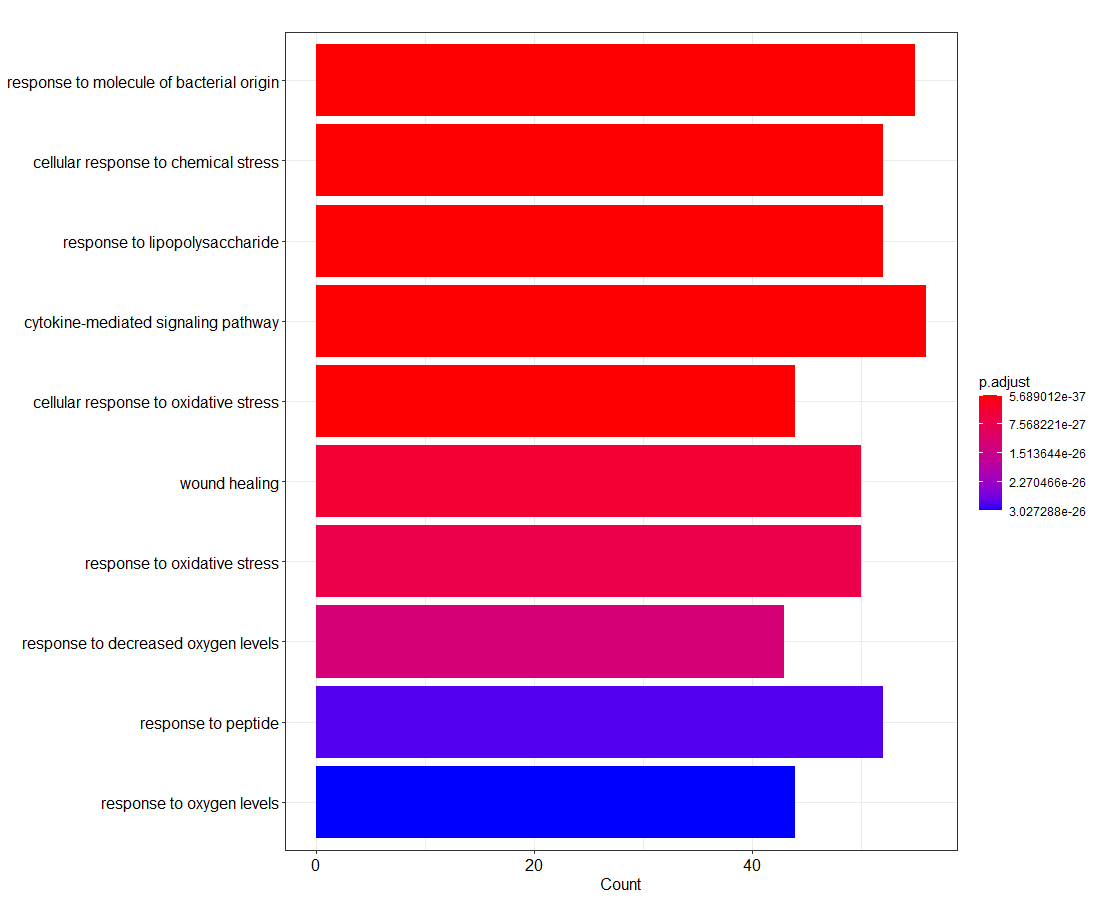 response to molecule of bacterial origin
cellular response to chemical stress
response to lipopolysaccharide
cytokine-mediated signaling pathway
cellular response to oxidative stress
wound healing
response to oxidative stress
response to decreased oxygen levels
response to peptide
response to oxygen levels
0 20 40
Count
p.adjust
5.689012e-37
7.568221e-27
1.513644e-26
2.270466e-26
3.027288e-26